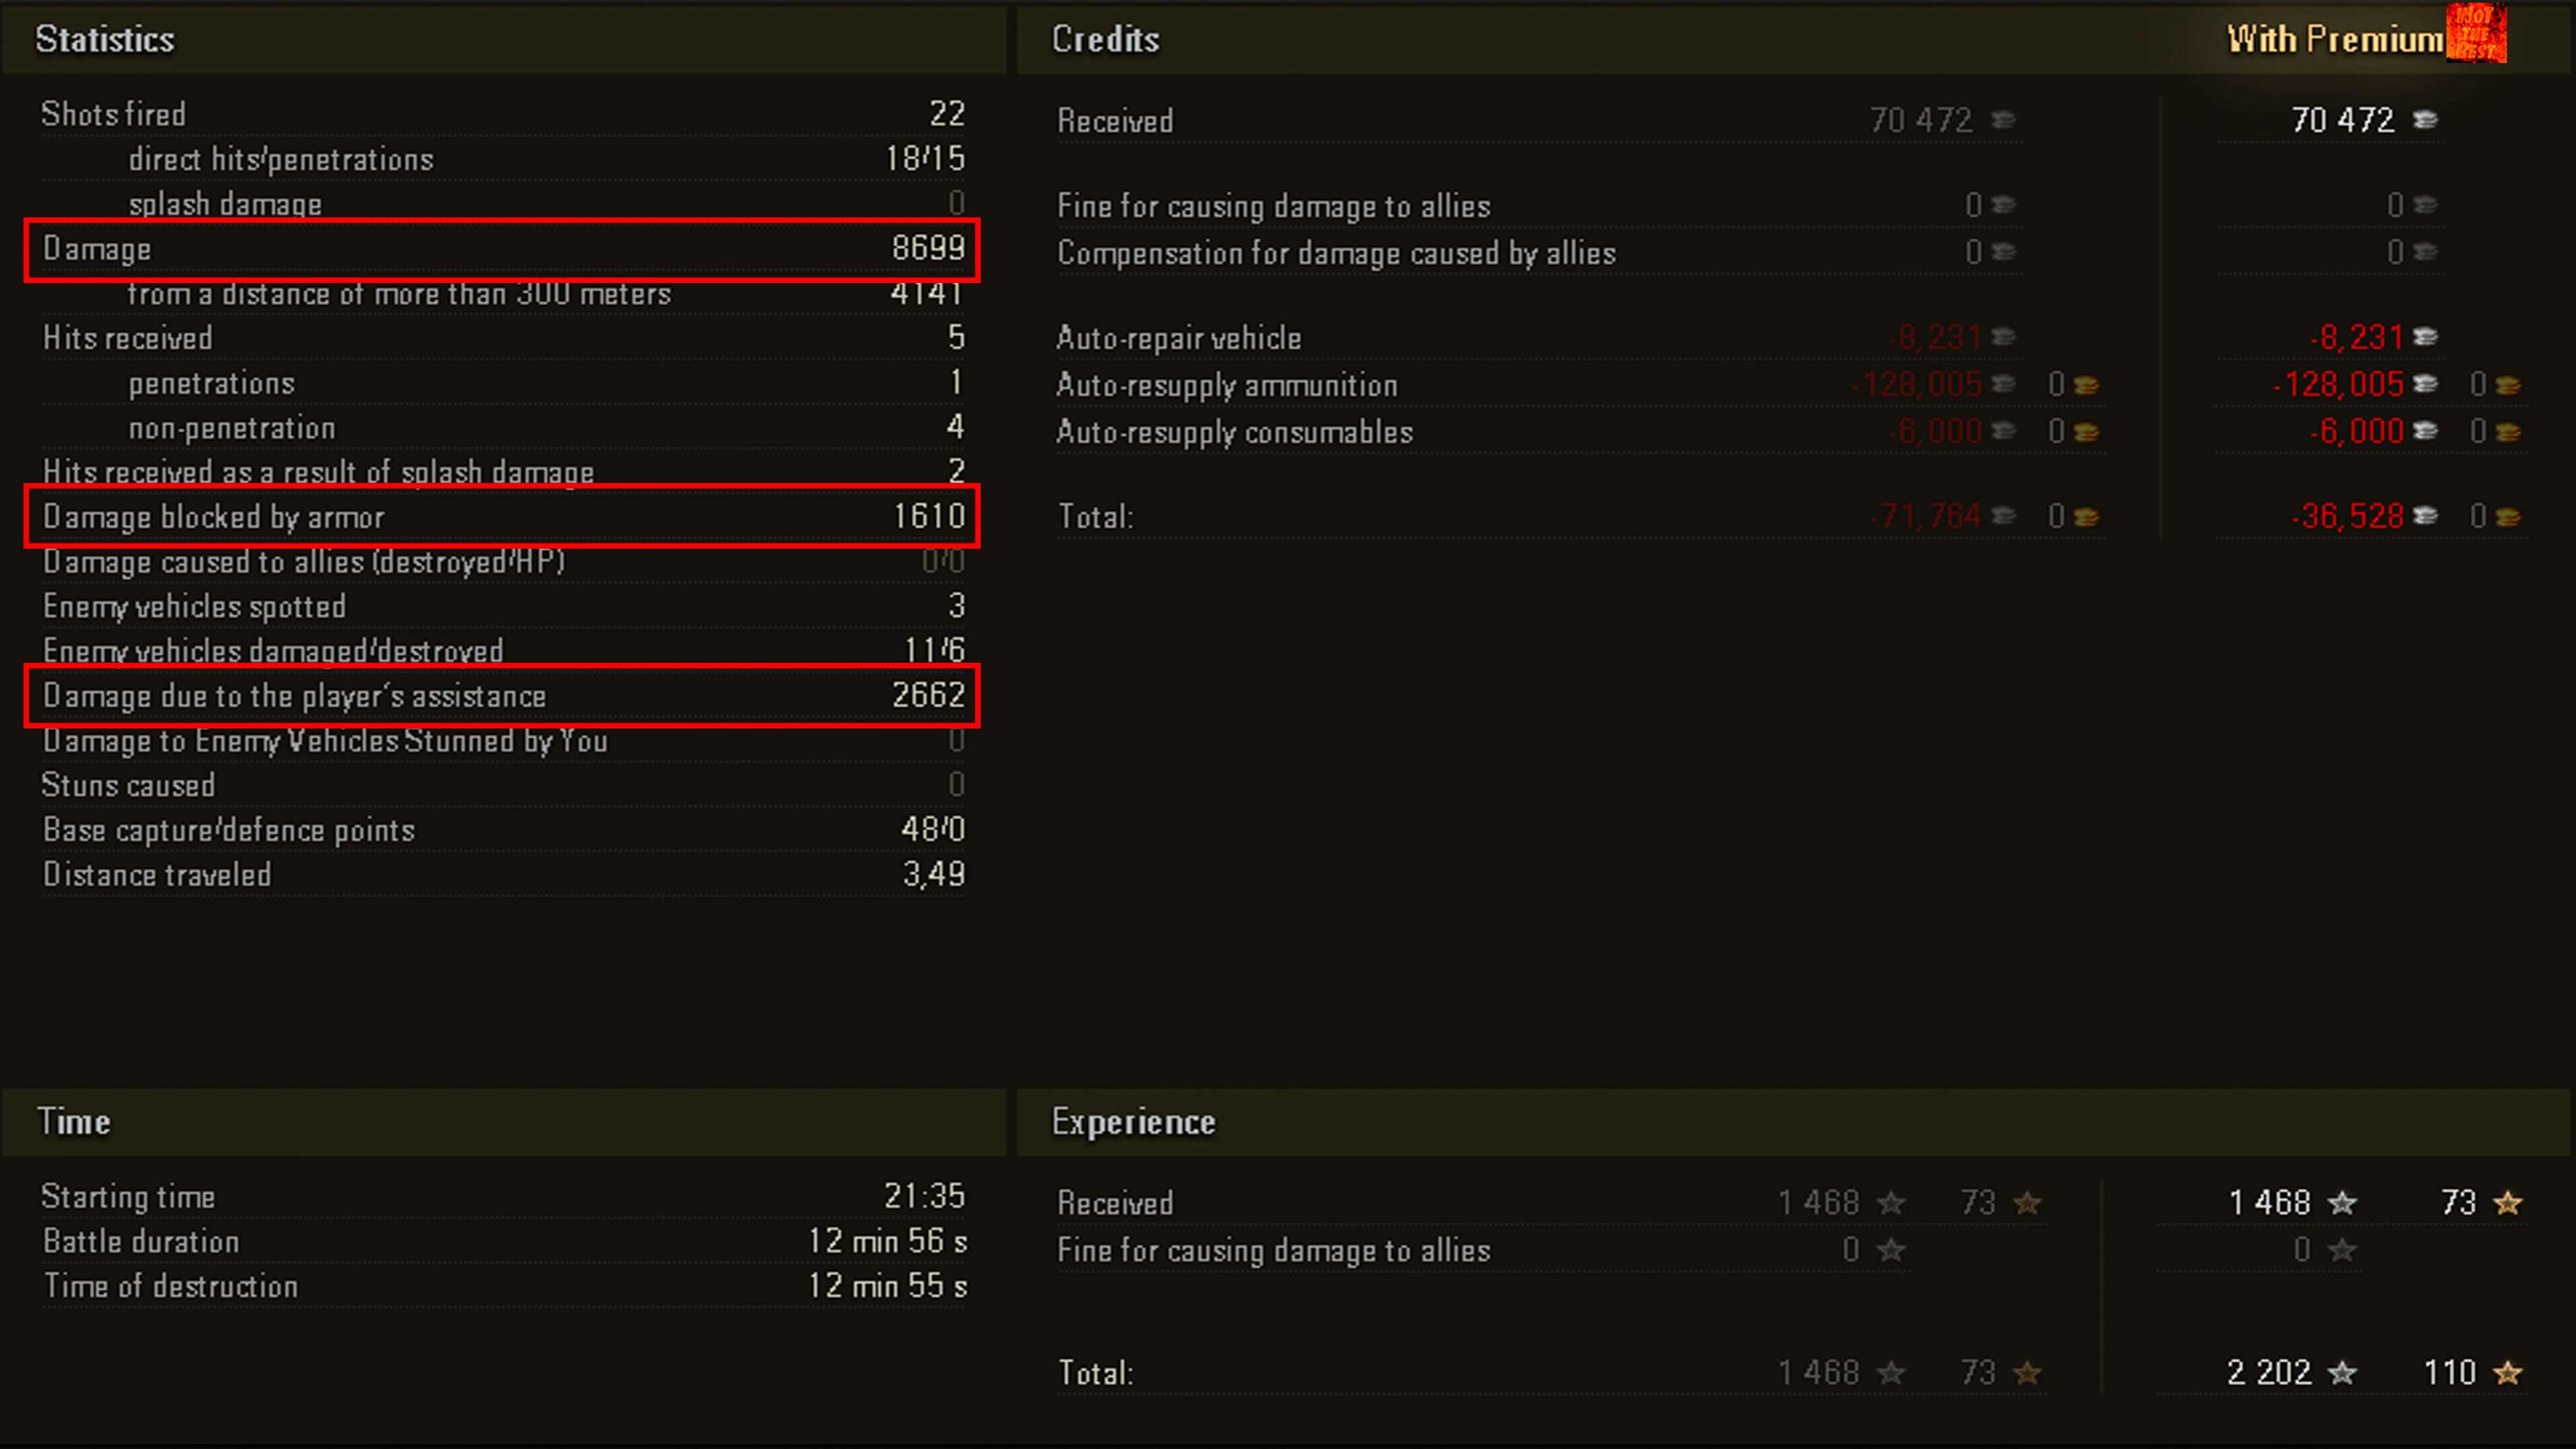 Statistics
Shots fired 22
direct hits/penetrations 18/15
splash damage 0
Damage 8699
from a distance of more than 300 meters 4141
Hits received 5
penetrations 1
non-penetration 4
Hits received as a result of splash damage 2
Damage blocked by armor 1610
Damage caused to allies (destroyed/HP) 0/0
Enemy vehicles spotted 3
Enemy vehicles damaged/destroyed 11/6
Damage due to the player's assistance 2662
Damage to Enemy Vehicles Stunned by You 0
Stuns caused 0
Base capture/defence points 48/0
Distance traveled 3,49
Credits With Premium
WOT THE BEST
Received 70 472 70 472
Fine for causing damage to allies 0 0
Compensation for damage caused by allies 0 0
Auto-repair vehicle -8,231 -8,231
Auto-resupply ammunition -128,005 0 -128,005 0
Auto-resupply consumables -6,000 0 -6,000 0
Total: -71,764 0 -36,528 0
Time
Starting time 21:35
Battle duration 12 min 56 s
Time of destruction 12 min 55 s
Experience
Received 1 468 73 1 468 73
Fine for causing damage to allies 0 0
Total: 1 468 73 2 202 110